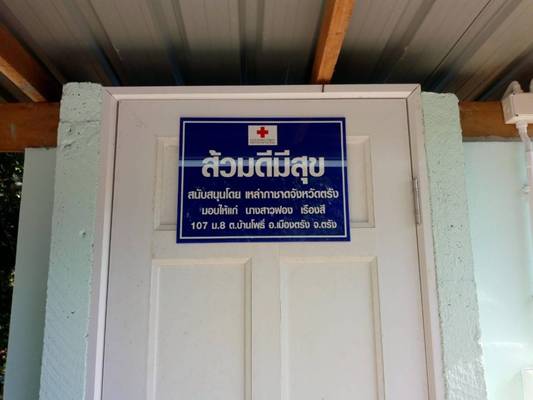 ส้วมดีมีสุข
สนับสนุนโดย เหล่ากาชาดจังหวัดตรัง
มอบให้แก่ นางสาวฟอง เรืองสี
107 ม.8 ต.บ้านโพธิ์ อ.เมืองตรัง จ.ตรัง